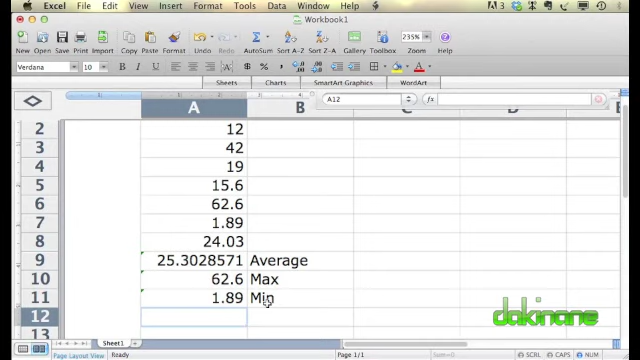 Excel File Edit View Insert Format Tools Data Window Help
Workbook1
New Open Save Print Import Copy Paste Format Undo Redo AutoSum Sort A-Z Sort Z-A Gallery Toolbox Zoom Help
235%
Verdana 10 B I U
Sheets Charts SmartArt Graphics WordArt
A12 fx
A B C D E
2 12
3 42
4 19
5 15.6
6 62.6
7 1.89
8 24.03
9 25.3028571 Average
10 62.6 Max
11 1.89 Min
12
13
dakinane
Sheet1
Page Layout View Ready Page 1/1 Sum=0 SCRL CAPS NUM